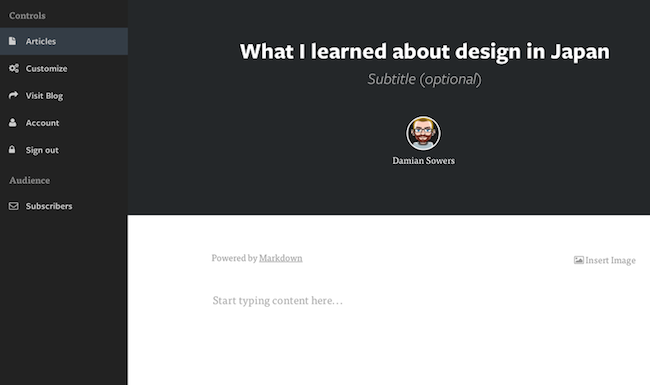 Controls
Articles
Customize
Visit Blog
Account
Sign out
Audience
Subscribers
What I learned about design in Japan
Subtitle (optional)
Damian Sowers
Powered by Markdown
Insert Image
Start typing content here...